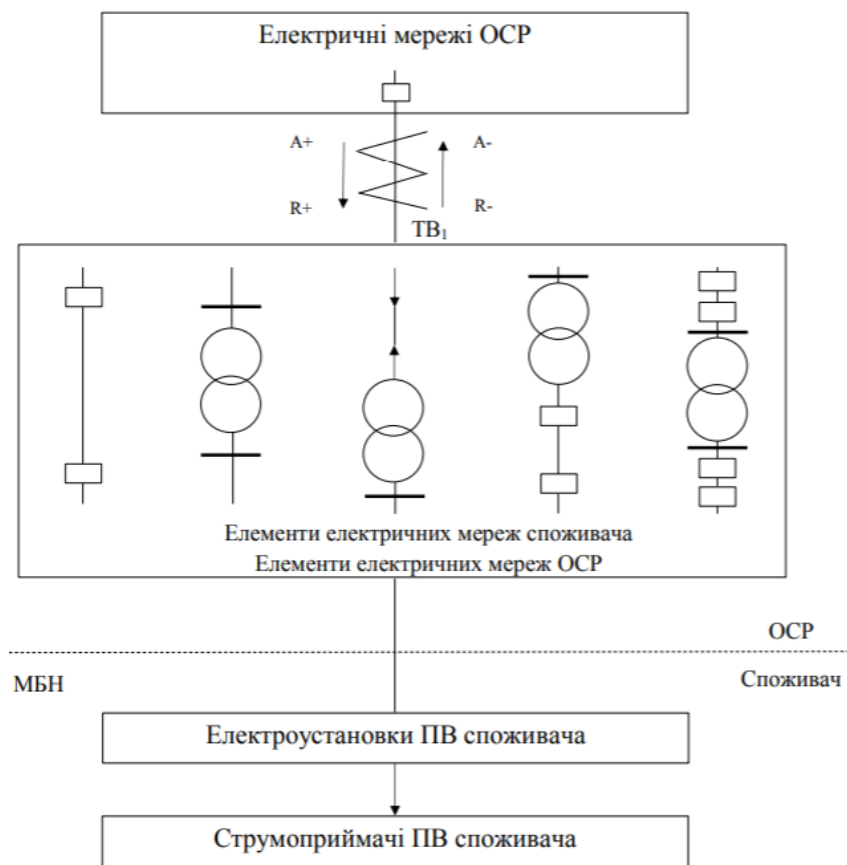 Електричні мережі ОСР
А+
А-
R+
R-
ТВ₁
Елементи електричних мереж споживача
Елементи електричних мереж ОСР
ОСР
МБН
Споживач
Електроустановки ПВ споживача
Струмоприймачі ПВ споживача